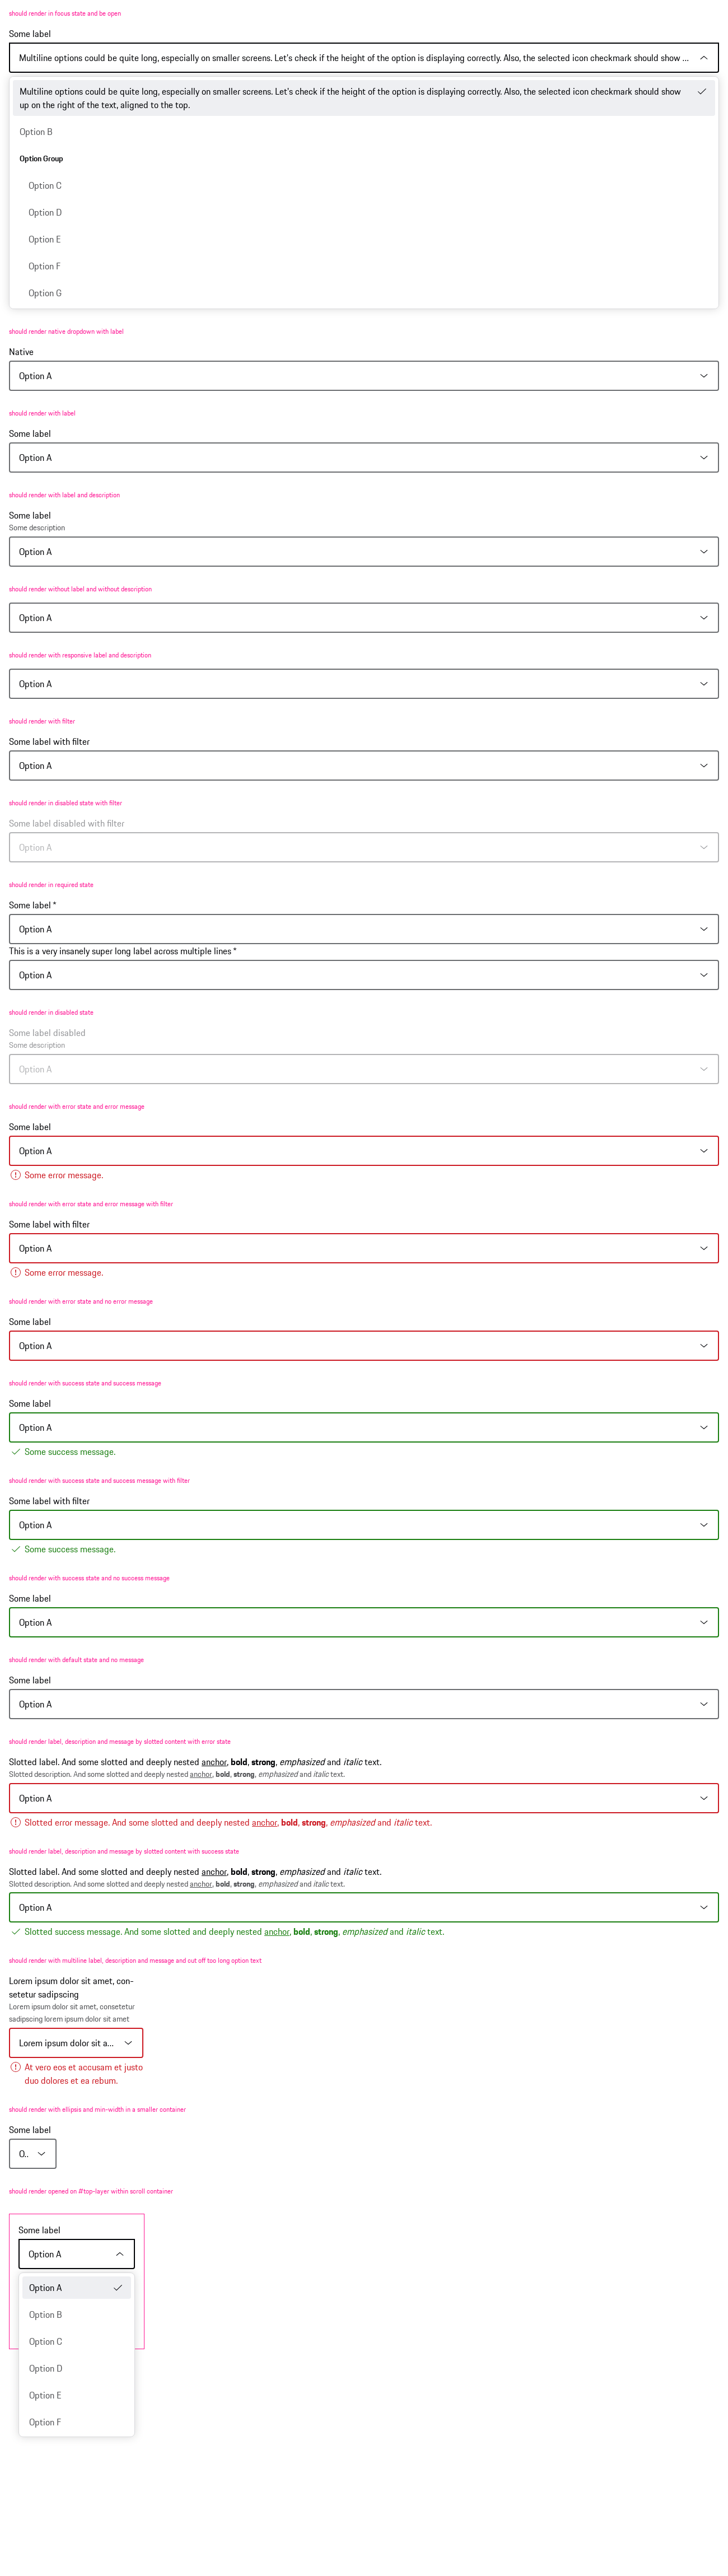 should render in focus state and be open
Some label
Multiline options could be quite long, especially on smaller screens. Let's check if the height of the option is displaying correctly. Also, the selected icon checkmark should show ...
Multiline options could be quite long, especially on smaller screens. Let's check if the height of the option is displaying correctly. Also, the selected icon checkmark should show
up on the right of the text, aligned to the top.
Option B
Option Group
Option C
Option D
Option E
Option F
Option G
should render native dropdown with label
Native
Option A
should render with label
Some label
Option A
should render with label and description
Some label
Some description
Option A
should render without label and without description
Option A
should render with responsive label and description
Option A
should render with filter
Some label with filter
Option A
should render in disabled state with filter
Some label disabled with filter
Option A
should render in required state
Some label *
Option A
This is a very insanely super long label across multiple lines *
Option A
should render in disabled state
Some label disabled
Some description
Option A
should render with error state and error message
Some label
Option A
Some error message.
should render with error state and error message with filter
Some label with filter
Option A
Some error message.
should render with error state and no error message
Some label
Option A
should render with success state and success message
Some label
Option A
Some success message.
should render with success state and success message with filter
Some label with filter
Option A
Some success message.
should render with success state and no success message
Some label
Option A
should render with default state and no message
Some label
Option A
should render label, description and message by slotted content with error state
Slotted label. And some slotted and deeply nested anchor, bold, strong, emphasized and italic text.
Slotted description. And some slotted and deeply nested anchor, bold, strong, emphasized and italic text.
Option A
Slotted error message. And some slotted and deeply nested anchor, bold, strong, emphasized and italic text.
should render label, description and message by slotted content with success state
Slotted label. And some slotted and deeply nested anchor, bold, strong, emphasized and italic text.
Slotted description. And some slotted and deeply nested anchor, bold, strong, emphasized and italic text.
Option A
Slotted success message. And some slotted and deeply nested anchor, bold, strong, emphasized and italic text.
should render with multiline label, description and message and cut off too long option text
Lorem ipsum dolor sit amet, con-
setetur sadipscing
Lorem ipsum dolor sit amet, consetetur
sadipscing lorem ipsum dolor sit amet
Lorem ipsum dolor sit a...
At vero eos et accusam et justo
duo dolores et ea rebum.
should render with ellipsis and min-width in a smaller container
Some label
O..
should render opened on #top-layer within scroll container
Some label
Option A
Option A
Option B
Option C
Option D
Option E
Option F